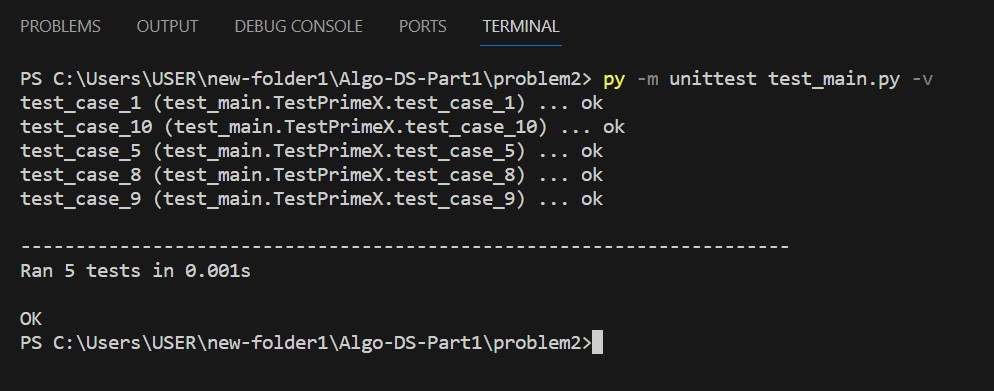 PROBLEMS OUTPUT DEBUG CONSOLE PORTS TERMINAL
PS C:\Users\USER\new-folder1\Algo-DS-Part1\problem2> py -m unittest test_main.py -v
test_case_1 (test_main.TestPrimeX.test_case_1) ... ok
test_case_10 (test_main.TestPrimeX.test_case_10) ... ok
test_case_5 (test_main.TestPrimeX.test_case_5) ... ok
test_case_8 (test_main.TestPrimeX.test_case_8) ... ok
test_case_9 (test_main.TestPrimeX.test_case_9) ... ok
----------------------------------------------------------------------
Ran 5 tests in 0.001s
OK
PS C:\Users\USER\new-folder1\Algo-DS-Part1\problem2>